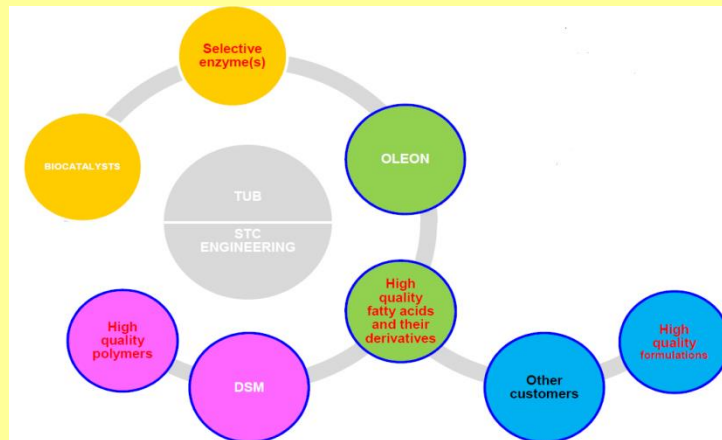 Selective
enzyme(s)
BIOCATALYSTS
OLEON
TUB
STC
ENGINEERING
High
quality
fatty acids
and their
derivatives
High
quality
polymers
DSM
Other
customers
High
quality
formulations